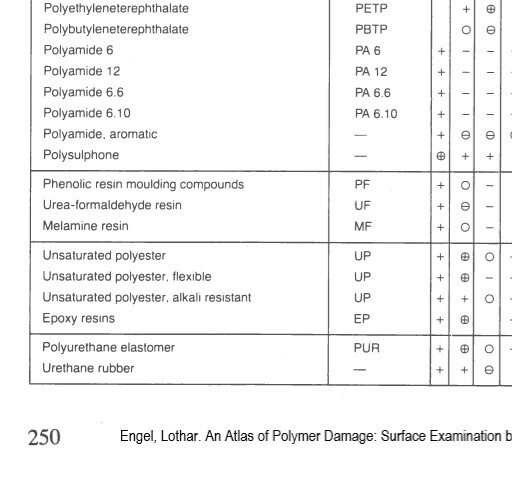 Polyethyleneterephthalate PETP + ⊕
Polybutyleneterephthalate PBTP O ⊖
Polyamide 6 PA 6 + – –
Polyamide 12 PA 12 + – –
Polyamide 6.6 PA 6.6 + – –
Polyamide 6.10 PA 6.10 + – –
Polyamide, aromatic — + ⊖ ⊖
Polysulphone — ⊕ + +
Phenolic resin moulding compounds PF + O –
Urea-formaldehyde resin UF + ⊖ –
Melamine resin MF + O –
Unsaturated polyester UP + ⊕ O
Unsaturated polyester, flexible UP + ⊕ –
Unsaturated polyester, alkali resistant UP + + O
Epoxy resins EP + ⊕
Polyurethane elastomer PUR + ⊕ O
Urethane rubber — + + ⊖
250 Engel, Lothar. An Atlas of Polymer Damage: Surface Examination b